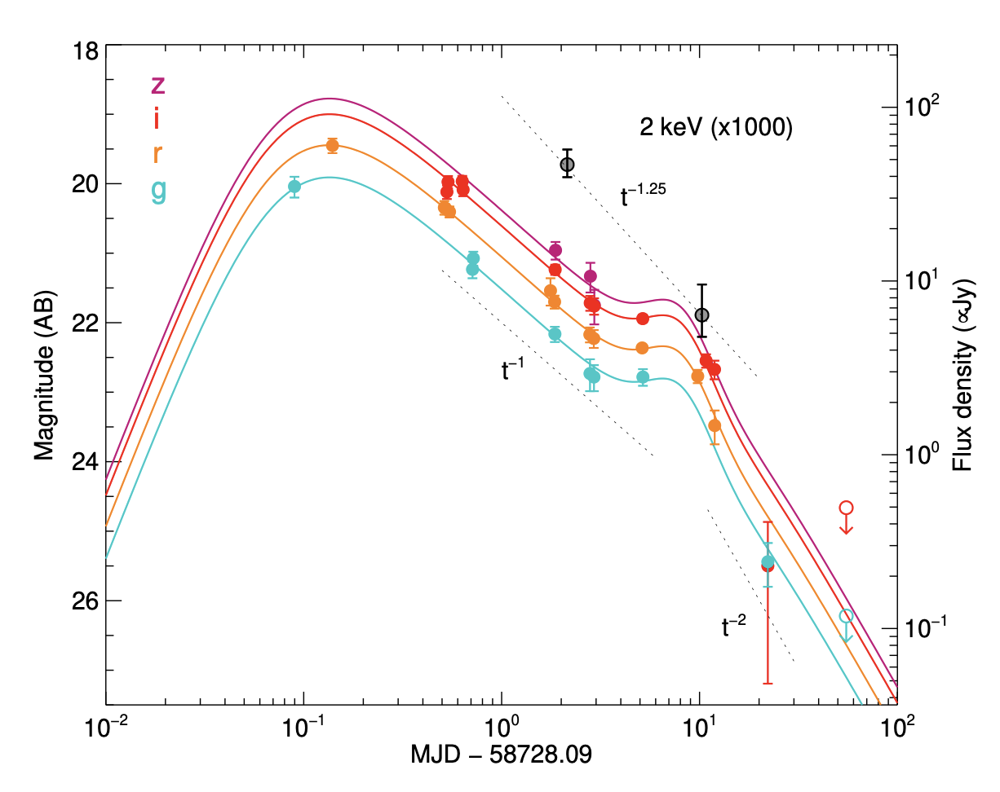 18
20
22
24
26
Magnitude (AB)
z
i
r
g
2 keV (x1000)
t^−1.25
t^−1
t^−2
10^2
10^1
10^0
10^−1
Flux density (∝Jy)
10^−2
10^−1
10^0
10^1
10^2
MJD − 58728.09